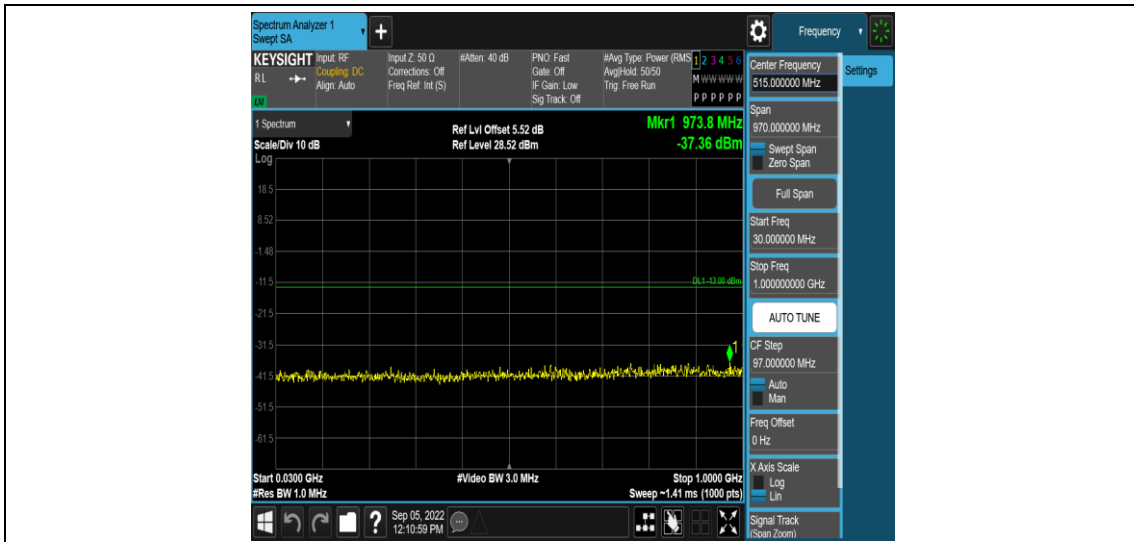 Spectrum Analyzer 1
Swept SA
+
Frequency
KEYSIGHT
RL
LXI
Input: RF
Coupling: DC
Align: Auto
Input Z: 50 Ω
Corrections: Off
Freq Ref: Int (S)
#Atten: 40 dB
PNO: Fast
Gate: Off
IF Gain: Low
Sig Track: Off
#Avg Type: Power (RMS
Avg|Hold: 50/50
Trig: Free Run
1 2 3 4 5 6
M W W W W W
P P P P P P
1 Spectrum
Scale/Div 10 dB
Log
Ref Lvl Offset 5.52 dB
Ref Level 28.52 dBm
Mkr1 973.8 MHz
-37.36 dBm
18.5
8.52
-1.48
-11.5
-21.5
-31.5
-41.5
-51.5
-61.5
DL1 -13.00 dBm
1
Start 0.0300 GHz
#Res BW 1.0 MHz
#Video BW 3.0 MHz
Stop 1.0000 GHz
Sweep ~1.41 ms (1000 pts)
Sep 05, 2022
12:10:59 PM
Center Frequency
515.000000 MHz
Settings
Span
970.000000 MHz
Swept Span
Zero Span
Full Span
Start Freq
30.000000 MHz
Stop Freq
1.000000000 GHz
AUTO TUNE
CF Step
97.000000 MHz
Auto
Man
Freq Offset
0 Hz
X Axis Scale
Log
Lin
Signal Track
(Span Zoom)